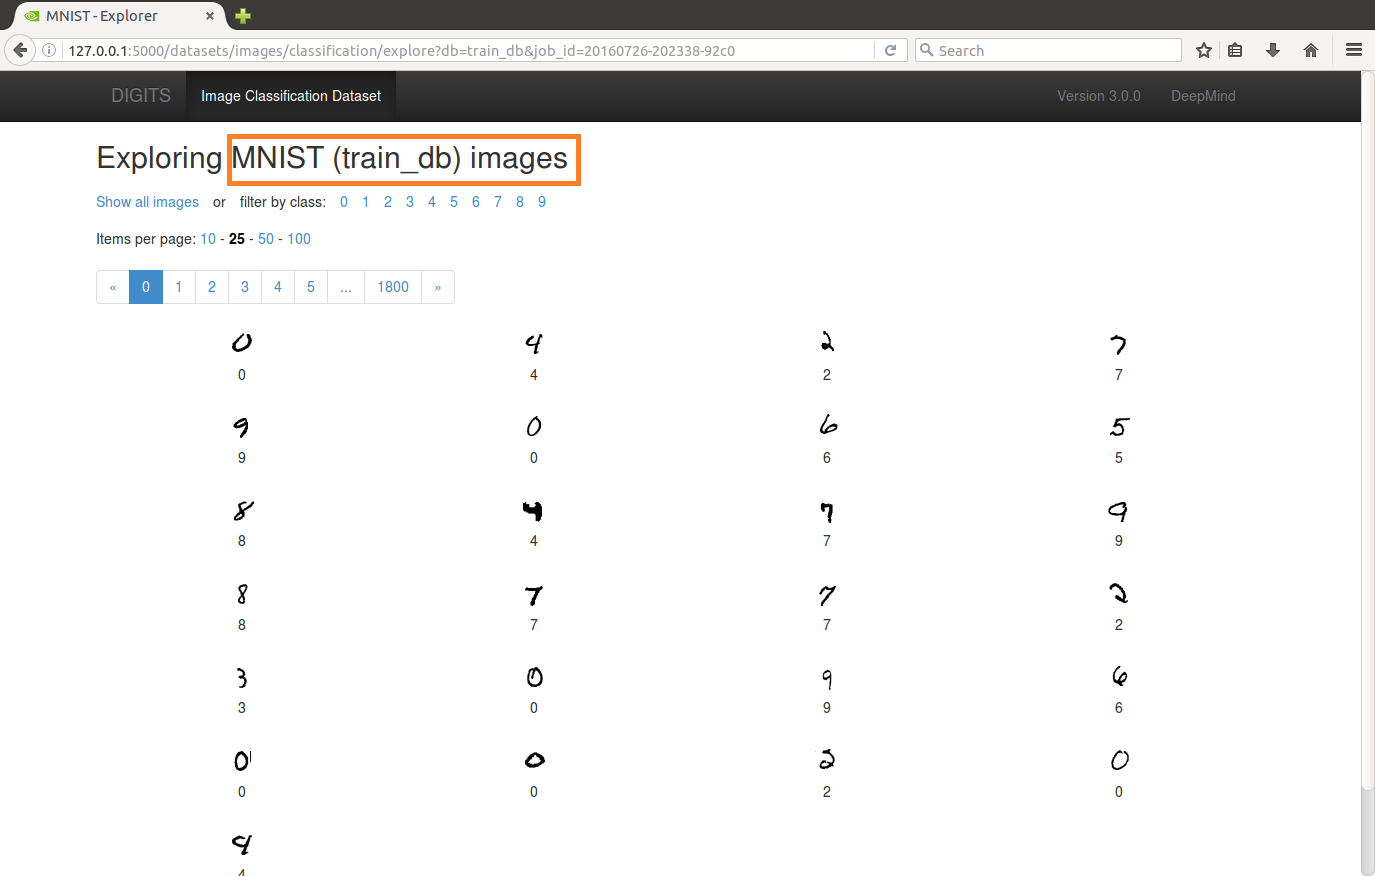 MNIST - Explorer
127.0.0.1:5000/datasets/images/classification/explore?db=train_db&job_id=20160726-202338-92c0
Search
DIGITS Image Classification Dataset Version 3.0.0 DeepMind
Exploring MNIST (train_db) images
Show all images or filter by class: 0 1 2 3 4 5 6 7 8 9
Items per page: 10 - 25 - 50 - 100
« 0 1 2 3 4 5 ... 1800 »
0 4 2 7
0 4 2 7
9 0 6 5
9 0 6 5
8 4 7 9
8 4 7 9
8 7 7 2
8 7 7 2
3 0 9 6
3 0 9 6
0 0 2 0
0 0 2 0
4
4